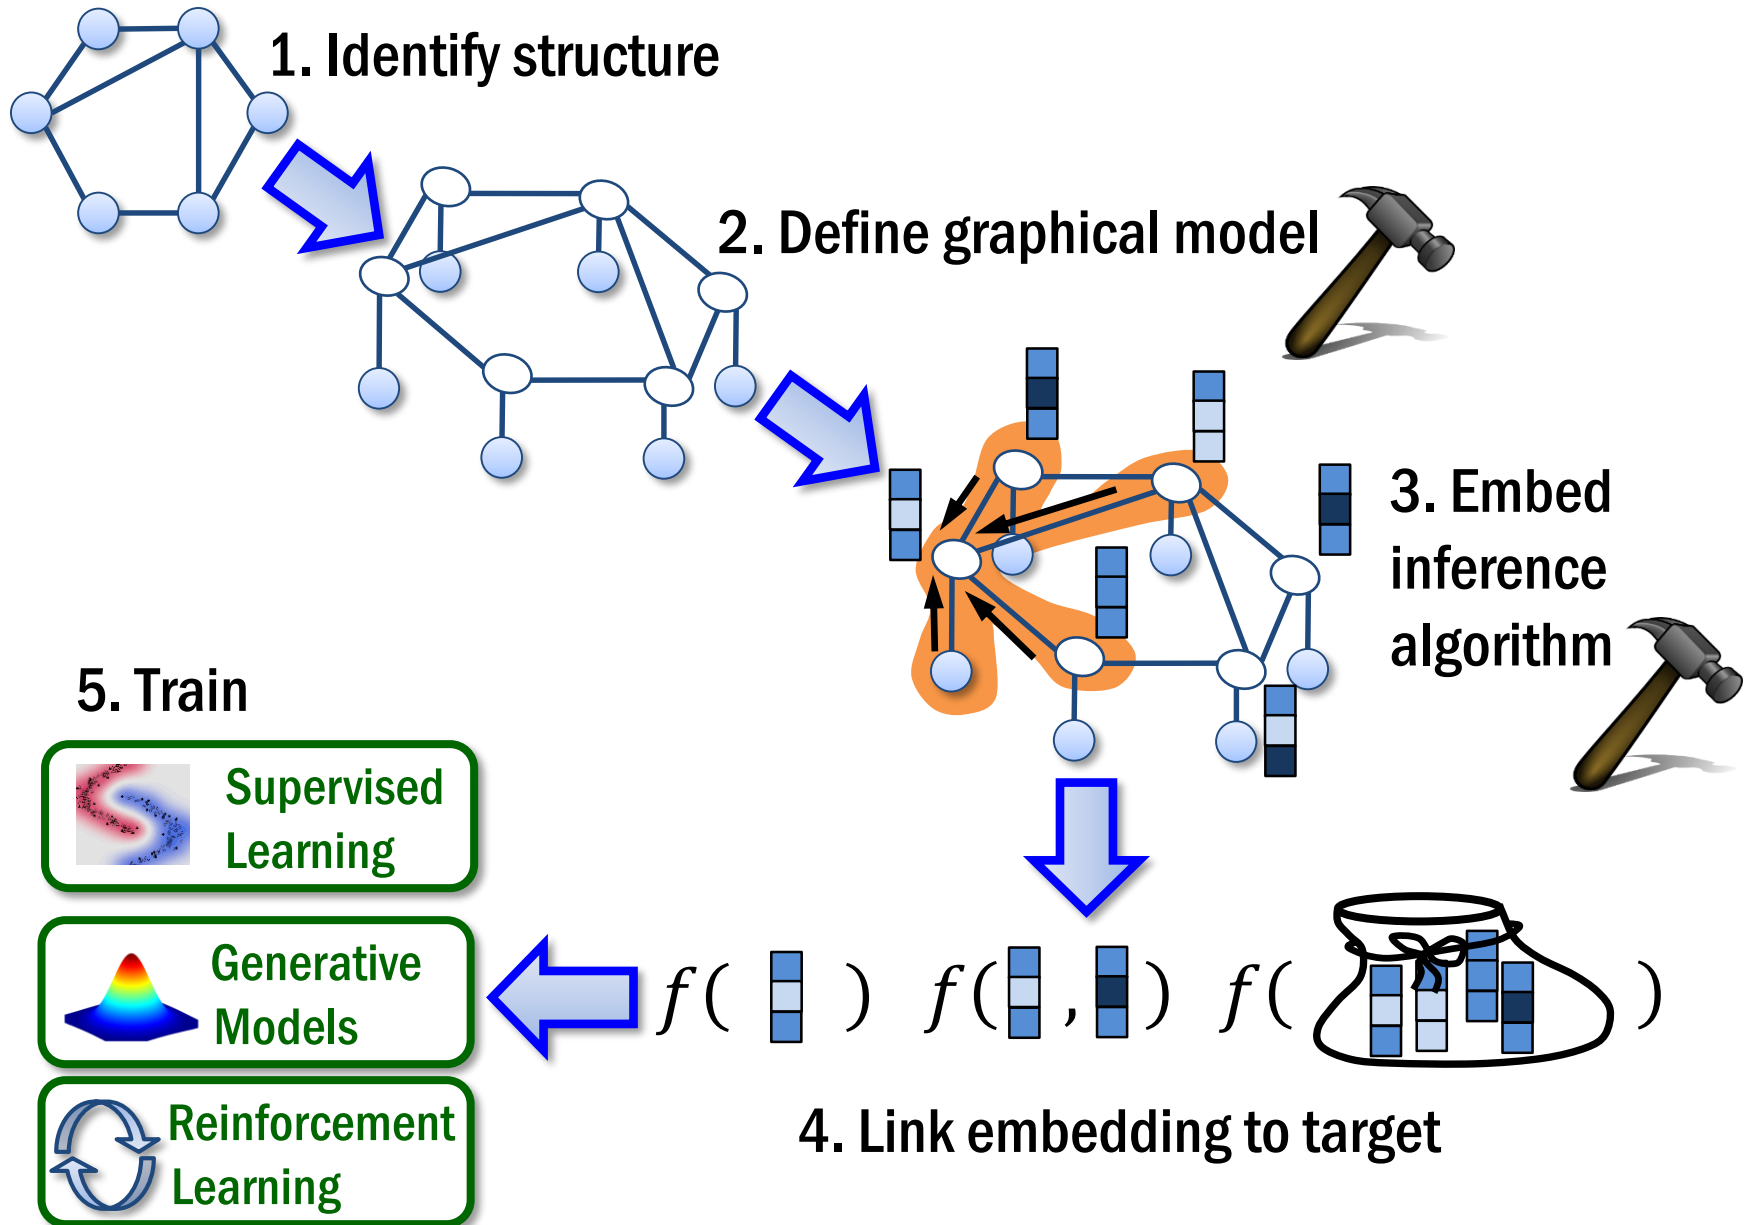 1. Identify structure
2. Define graphical model
3. Embed
inference
algorithm
f( ) f( , ) f( )
4. Link embedding to target
5. Train
Supervised
Learning
Generative
Models
Reinforcement
Learning